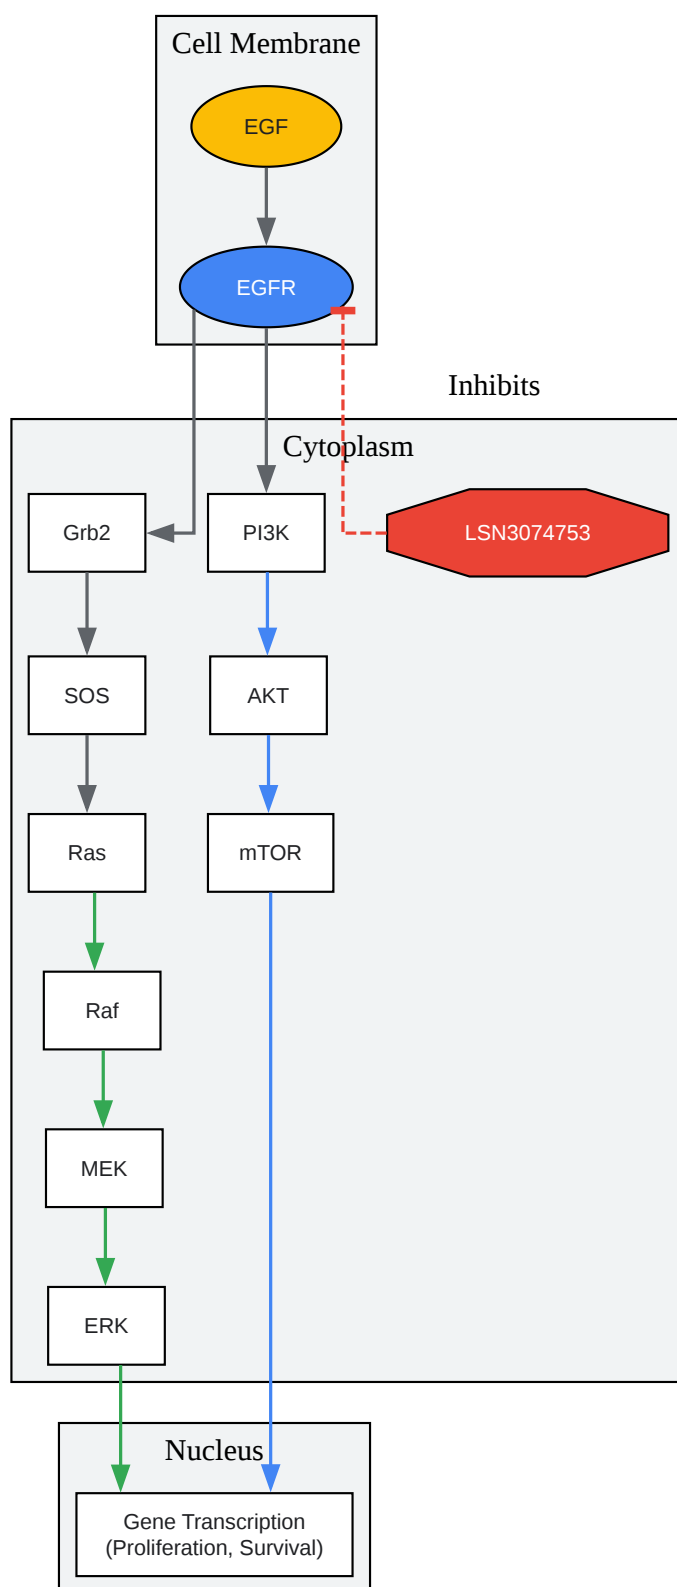 Cell Membrane
EGF
EGFR
Inhibits
Cytoplasm
Grb2
PI3K
LSN3074753
SOS
AKT
Ras
mTOR
Raf
MEK
ERK
Nucleus
Gene Transcription
(Proliferation, Survival)